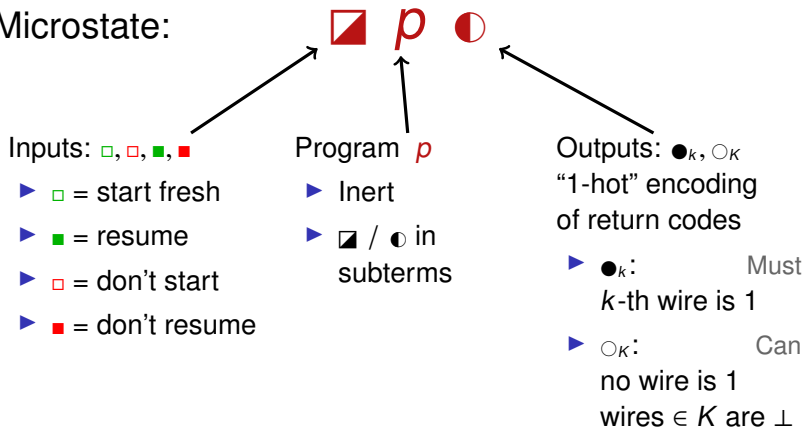 Microstate: ◪ p ◐
Inputs: □, □, ■, ■
▶ □ = start fresh
▶ ■ = resume
▶ □ = don't start
▶ ■ = don't resume
Program p
▶ Inert
▶ ◪ / ◐ in
subterms
Outputs: ●k, ○K
“1-hot” encoding
of return codes
▶ ●k: Must
k-th wire is 1
▶ ○K: Can
no wire is 1
wires ∈ K are ⊥